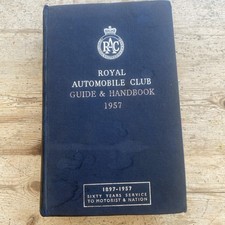 RAC
ROYAL
AUTOMOBILE CLUB
GUIDE & HANDBOOK
1957
1897-1957
SIXTY YEARS SERVICE
TO MOTORIST & NATION